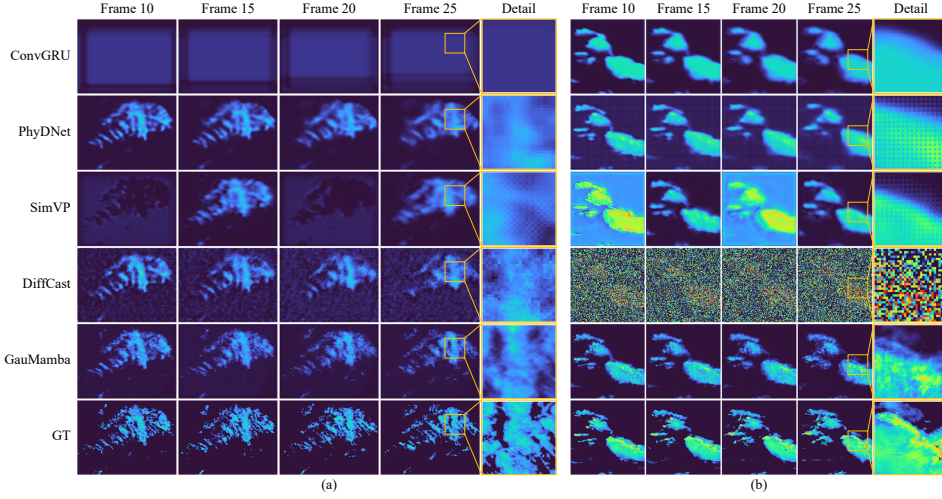 Frame 10 Frame 15 Frame 20 Frame 25 Detail Frame 10 Frame 15 Frame 20 Frame 25 Detail
ConvGRU
PhyDNet
SimVP
DiffCast
GauMamba
GT
(a) (b)